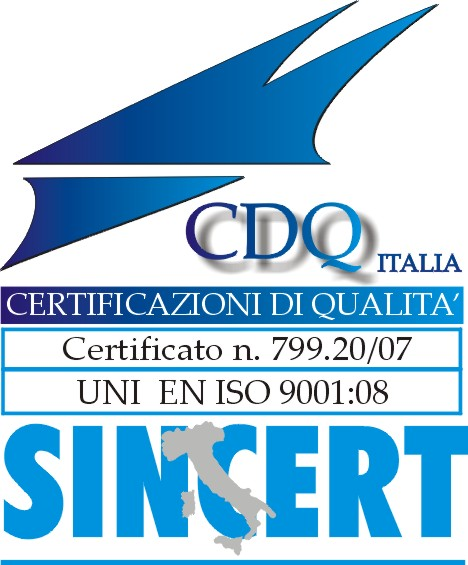 CDQ ITALIA
CERTIFICAZIONI DI QUALITA'
Certificato n. 799.20/07
UNI EN ISO 9001:08
SINCERT